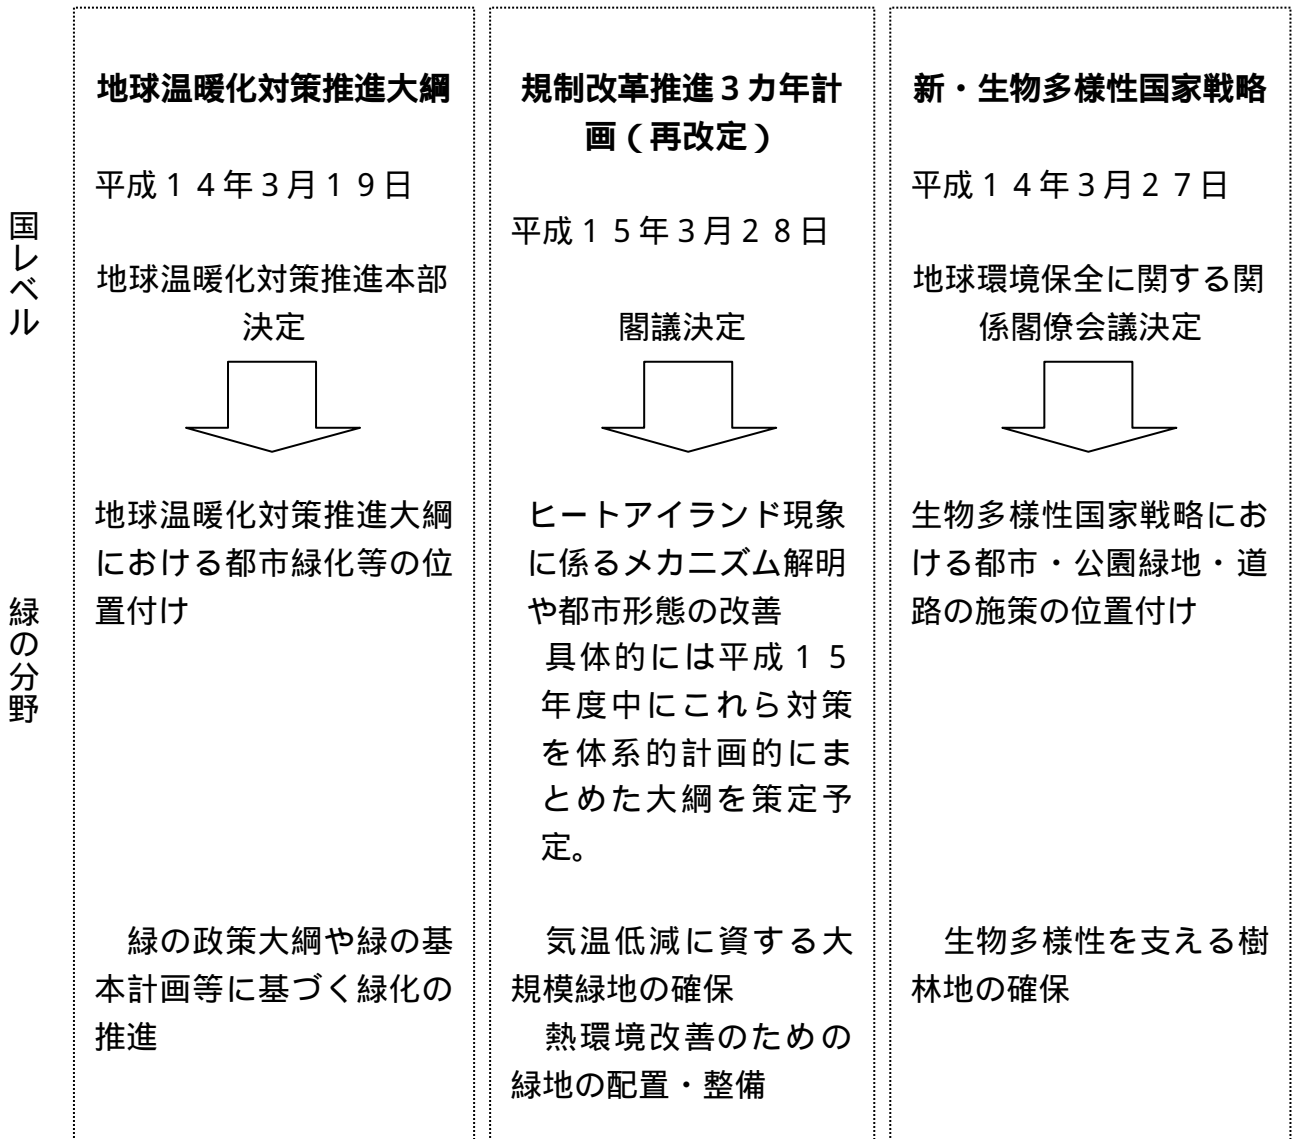 国レベル
緑の分野
地球温暖化対策推進大綱
平成１４年３月１９日
地球温暖化対策推進本部
決定
地球温暖化対策推進大綱
における都市緑化等の位
置付け
緑の政策大綱や緑の基
本計画等に基づく緑化の
推進
規制改革推進３カ年計
画（再改定）
平成１５年３月２８日
閣議決定
ヒートアイランド現象
に係るメカニズム解明
や都市形態の改善
具体的には平成１５
年度中にこれら対策
を体系的計画的にま
とめた大綱を策定予
定。
気温低減に資する大
規模緑地の確保
熱環境改善のための
緑地の配置・整備
新・生物多様性国家戦略
平成１４年３月２７日
地球環境保全に関する関
係閣僚会議決定
生物多様性国家戦略にお
ける都市・公園緑地・道
路の施策の位置付け
生物多様性を支える樹
林地の確保